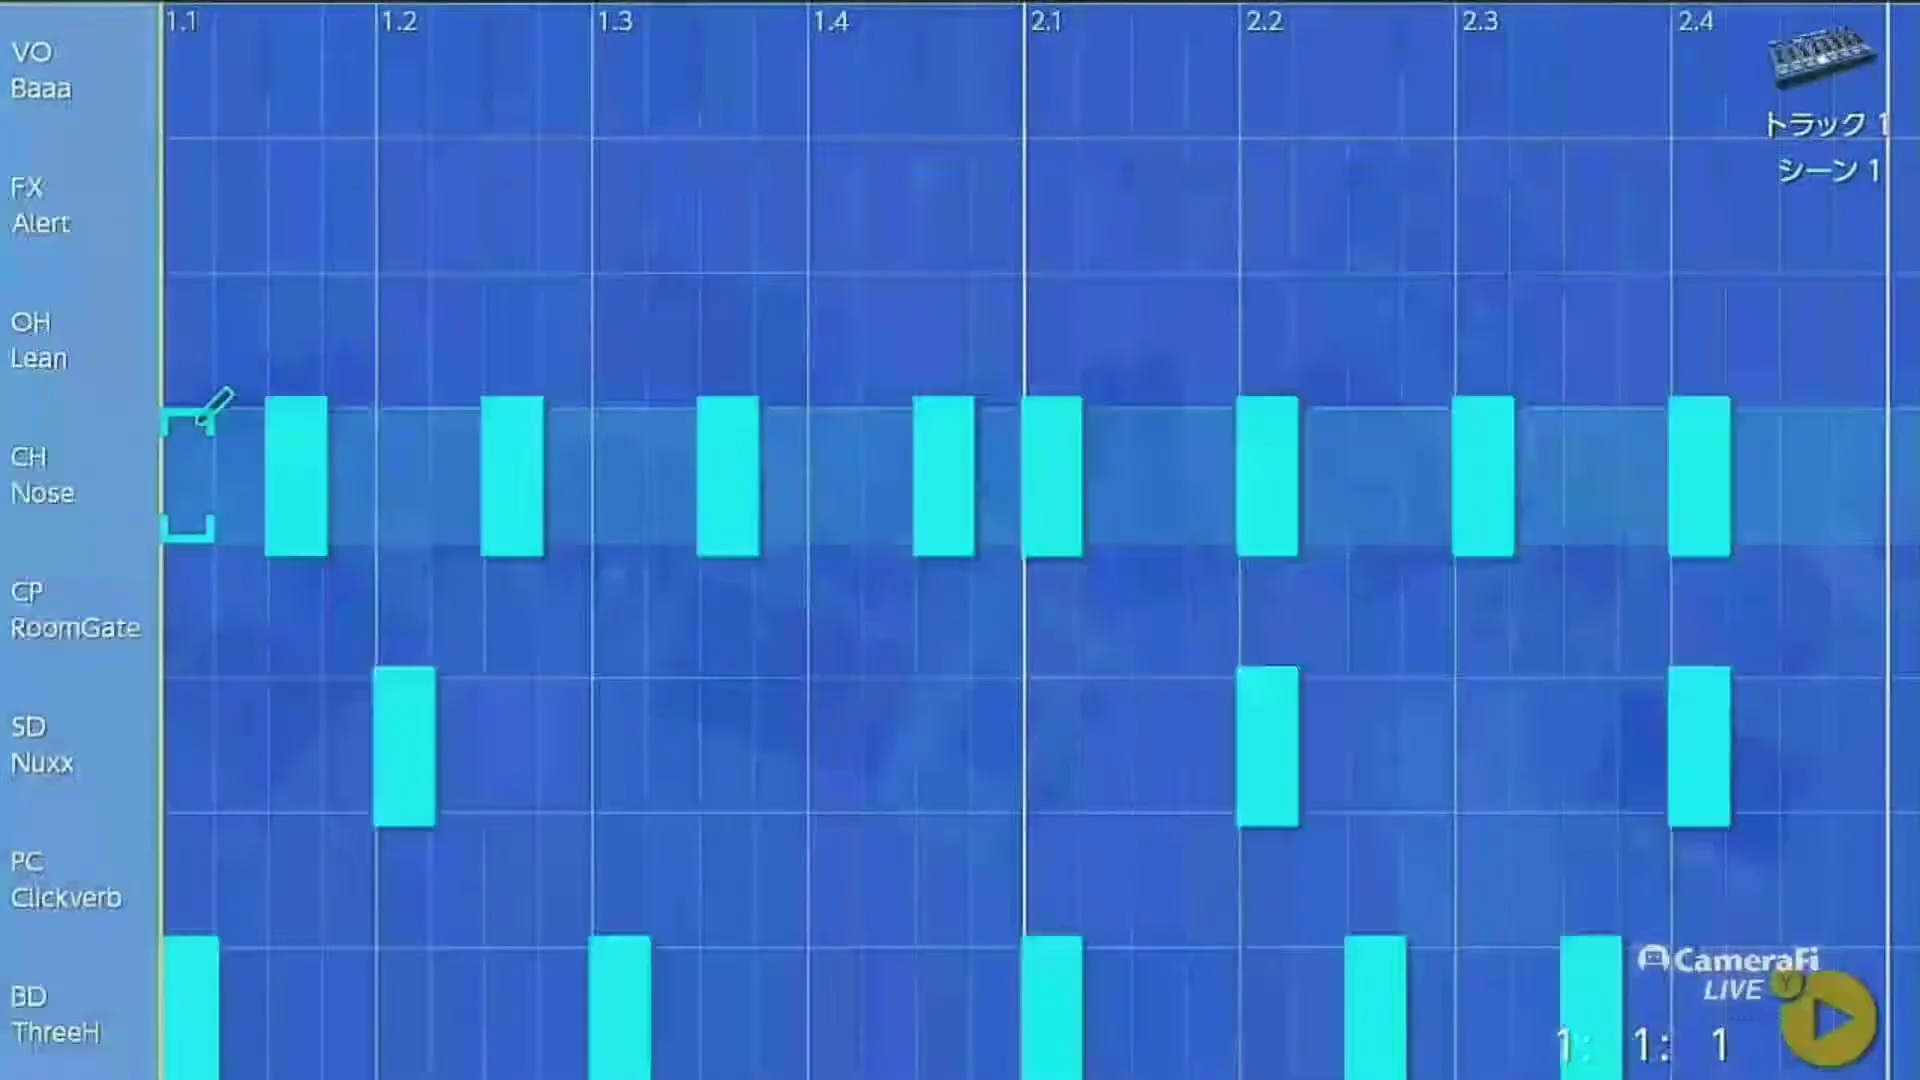 1.1 1.2 1.3 1.4 2.1 2.2 2.3 2.4
VO
Baaa
トラック 1
シーン 1
FX
Alert
OH
Lean
CH
Nose
CP
RoomGate
SD
Nuxx
PC
Clickverb
BD
ThreeH
CameraFi
LIVE
Y
1: 1: 1